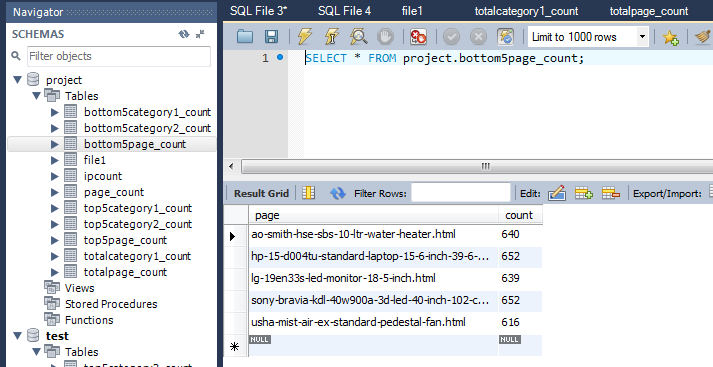 Navigator
SCHEMAS
Filter objects
project
Tables
bottom5category1_count
bottom5category2_count
bottom5page_count
file1
ipcount
page_count
top5category1_count
top5category2_count
top5page_count
totalcategory1_count
totalpage_count
Views
Stored Procedures
Functions
test
Tables
top5category2_count
SQL File 3*
SQL File 4
file1
totalcategory1_count
totalpage_count
Limit to 1000 rows
1
SELECT * FROM project.bottom5page_count;
Result Grid
Filter Rows:
Edit:
Export/Import:
page count
ao-smith-hse-sbs-10-ltr-water-heater.html 640
hp-15-d004tu-standard-laptop-15-6-inch-39-6-... 652
lg-19en33s-led-monitor-18-5-inch.html 639
sony-bravia-kdl-40w900a-3d-led-40-inch-102-c... 652
usha-mist-air-ex-standard-pedestal-fan.html 616
NULL NULL